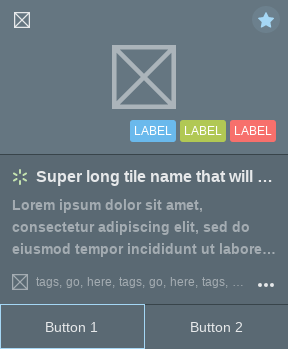 LABEL LABEL LABEL
Super long tile name that will ...
Lorem ipsum dolor sit amet,
consectetur adipiscing elit, sed do
eiusmod tempor incididunt ut labore...
tags, go, here, tags, go, here, tags, ...
Button 1 Button 2